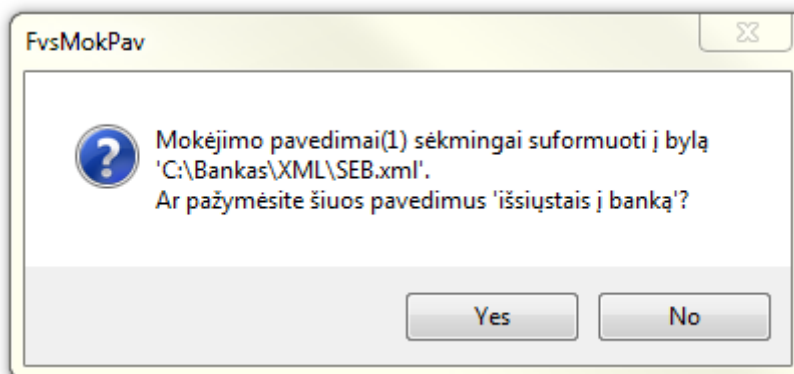 FvsMokPav
Mokėjimo pavedimai(1) sėkmingai suformuoti į bylą
'C:\Bankas\XML\SEB.xml'.
Ar pažymėsite šiuos pavedimus 'išsiųstais į banką'?
Yes
No